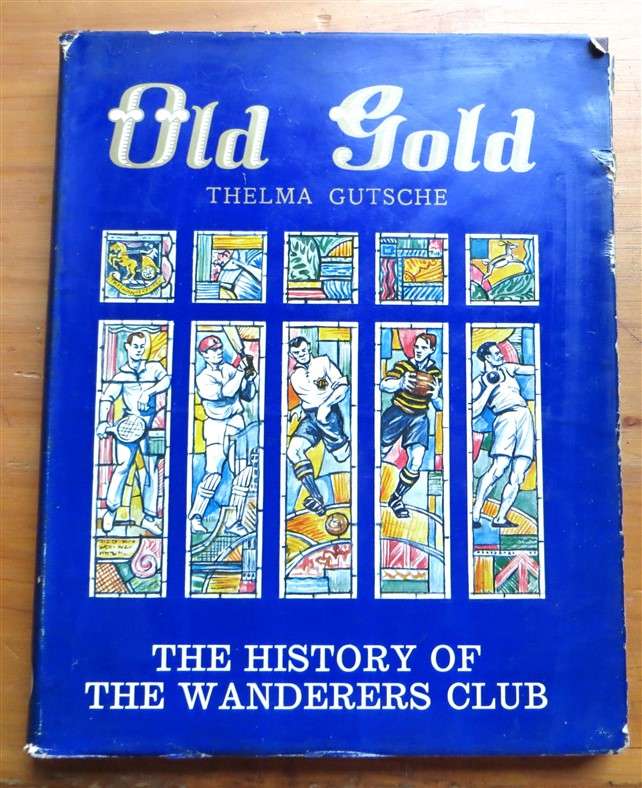 Old Gold
THELMA GUTSCHE
THE HISTORY OF
THE WANDERERS CLUB